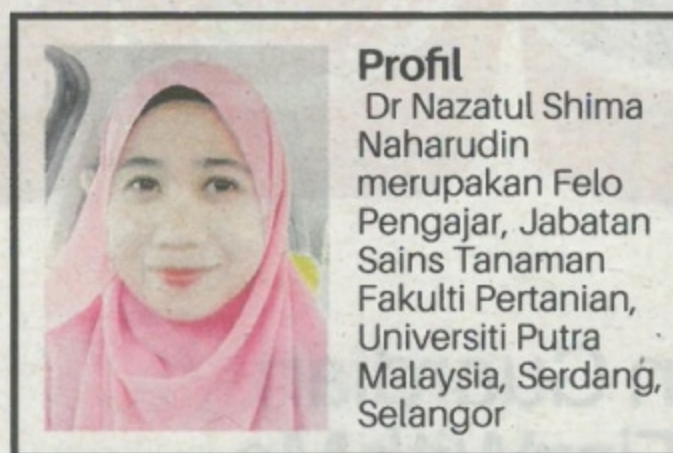 Profil
Dr Nazatul Shima
Naharudin
merupakan Felo
Pengajar, Jabatan
Sains Tanaman
Fakulti Pertanian,
Universiti Putra
Malaysia, Serdang,
Selangor